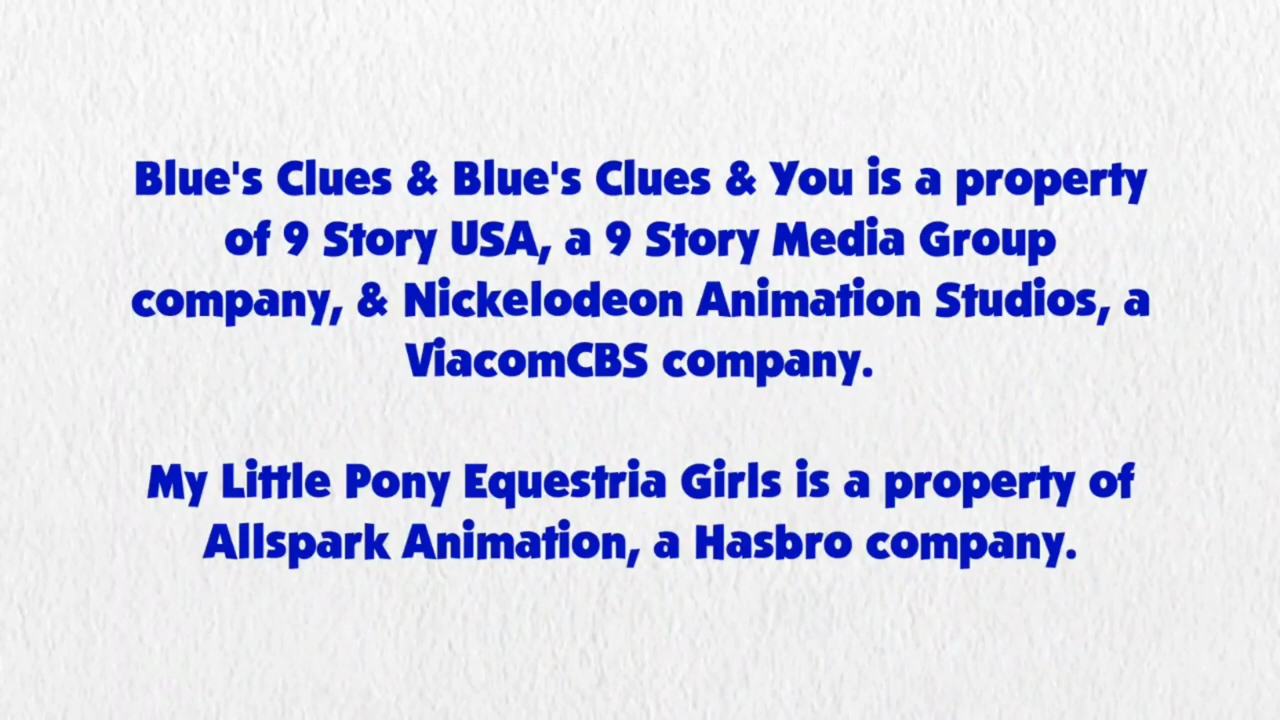 Blue's Clues & Blue's Clues & You is a property
of 9 Story USA, a 9 Story Media Group
company, & Nickelodeon Animation Studios, a
ViacomCBS company.
My Little Pony Equestria Girls is a property of
Allspark Animation, a Hasbro company.